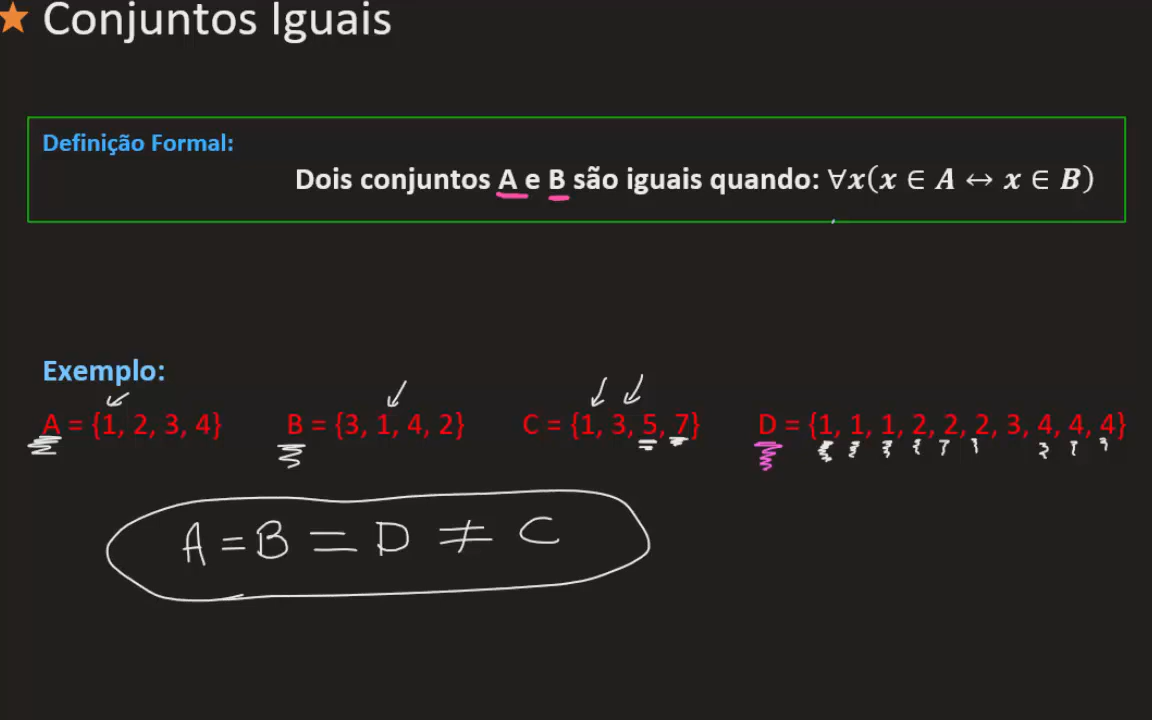 Conjuntos Iguais
Definição Formal:
Dois conjuntos A e B são iguais quando: ∀x(x ∈ A ↔ x ∈ B)
Exemplo:
A = {1, 2, 3, 4} B = {3, 1, 4, 2} C = {1, 3, 5, 7} D = {1, 1, 1, 2, 2, 2, 3, 4, 4, 4}
A = B = D ≠ C